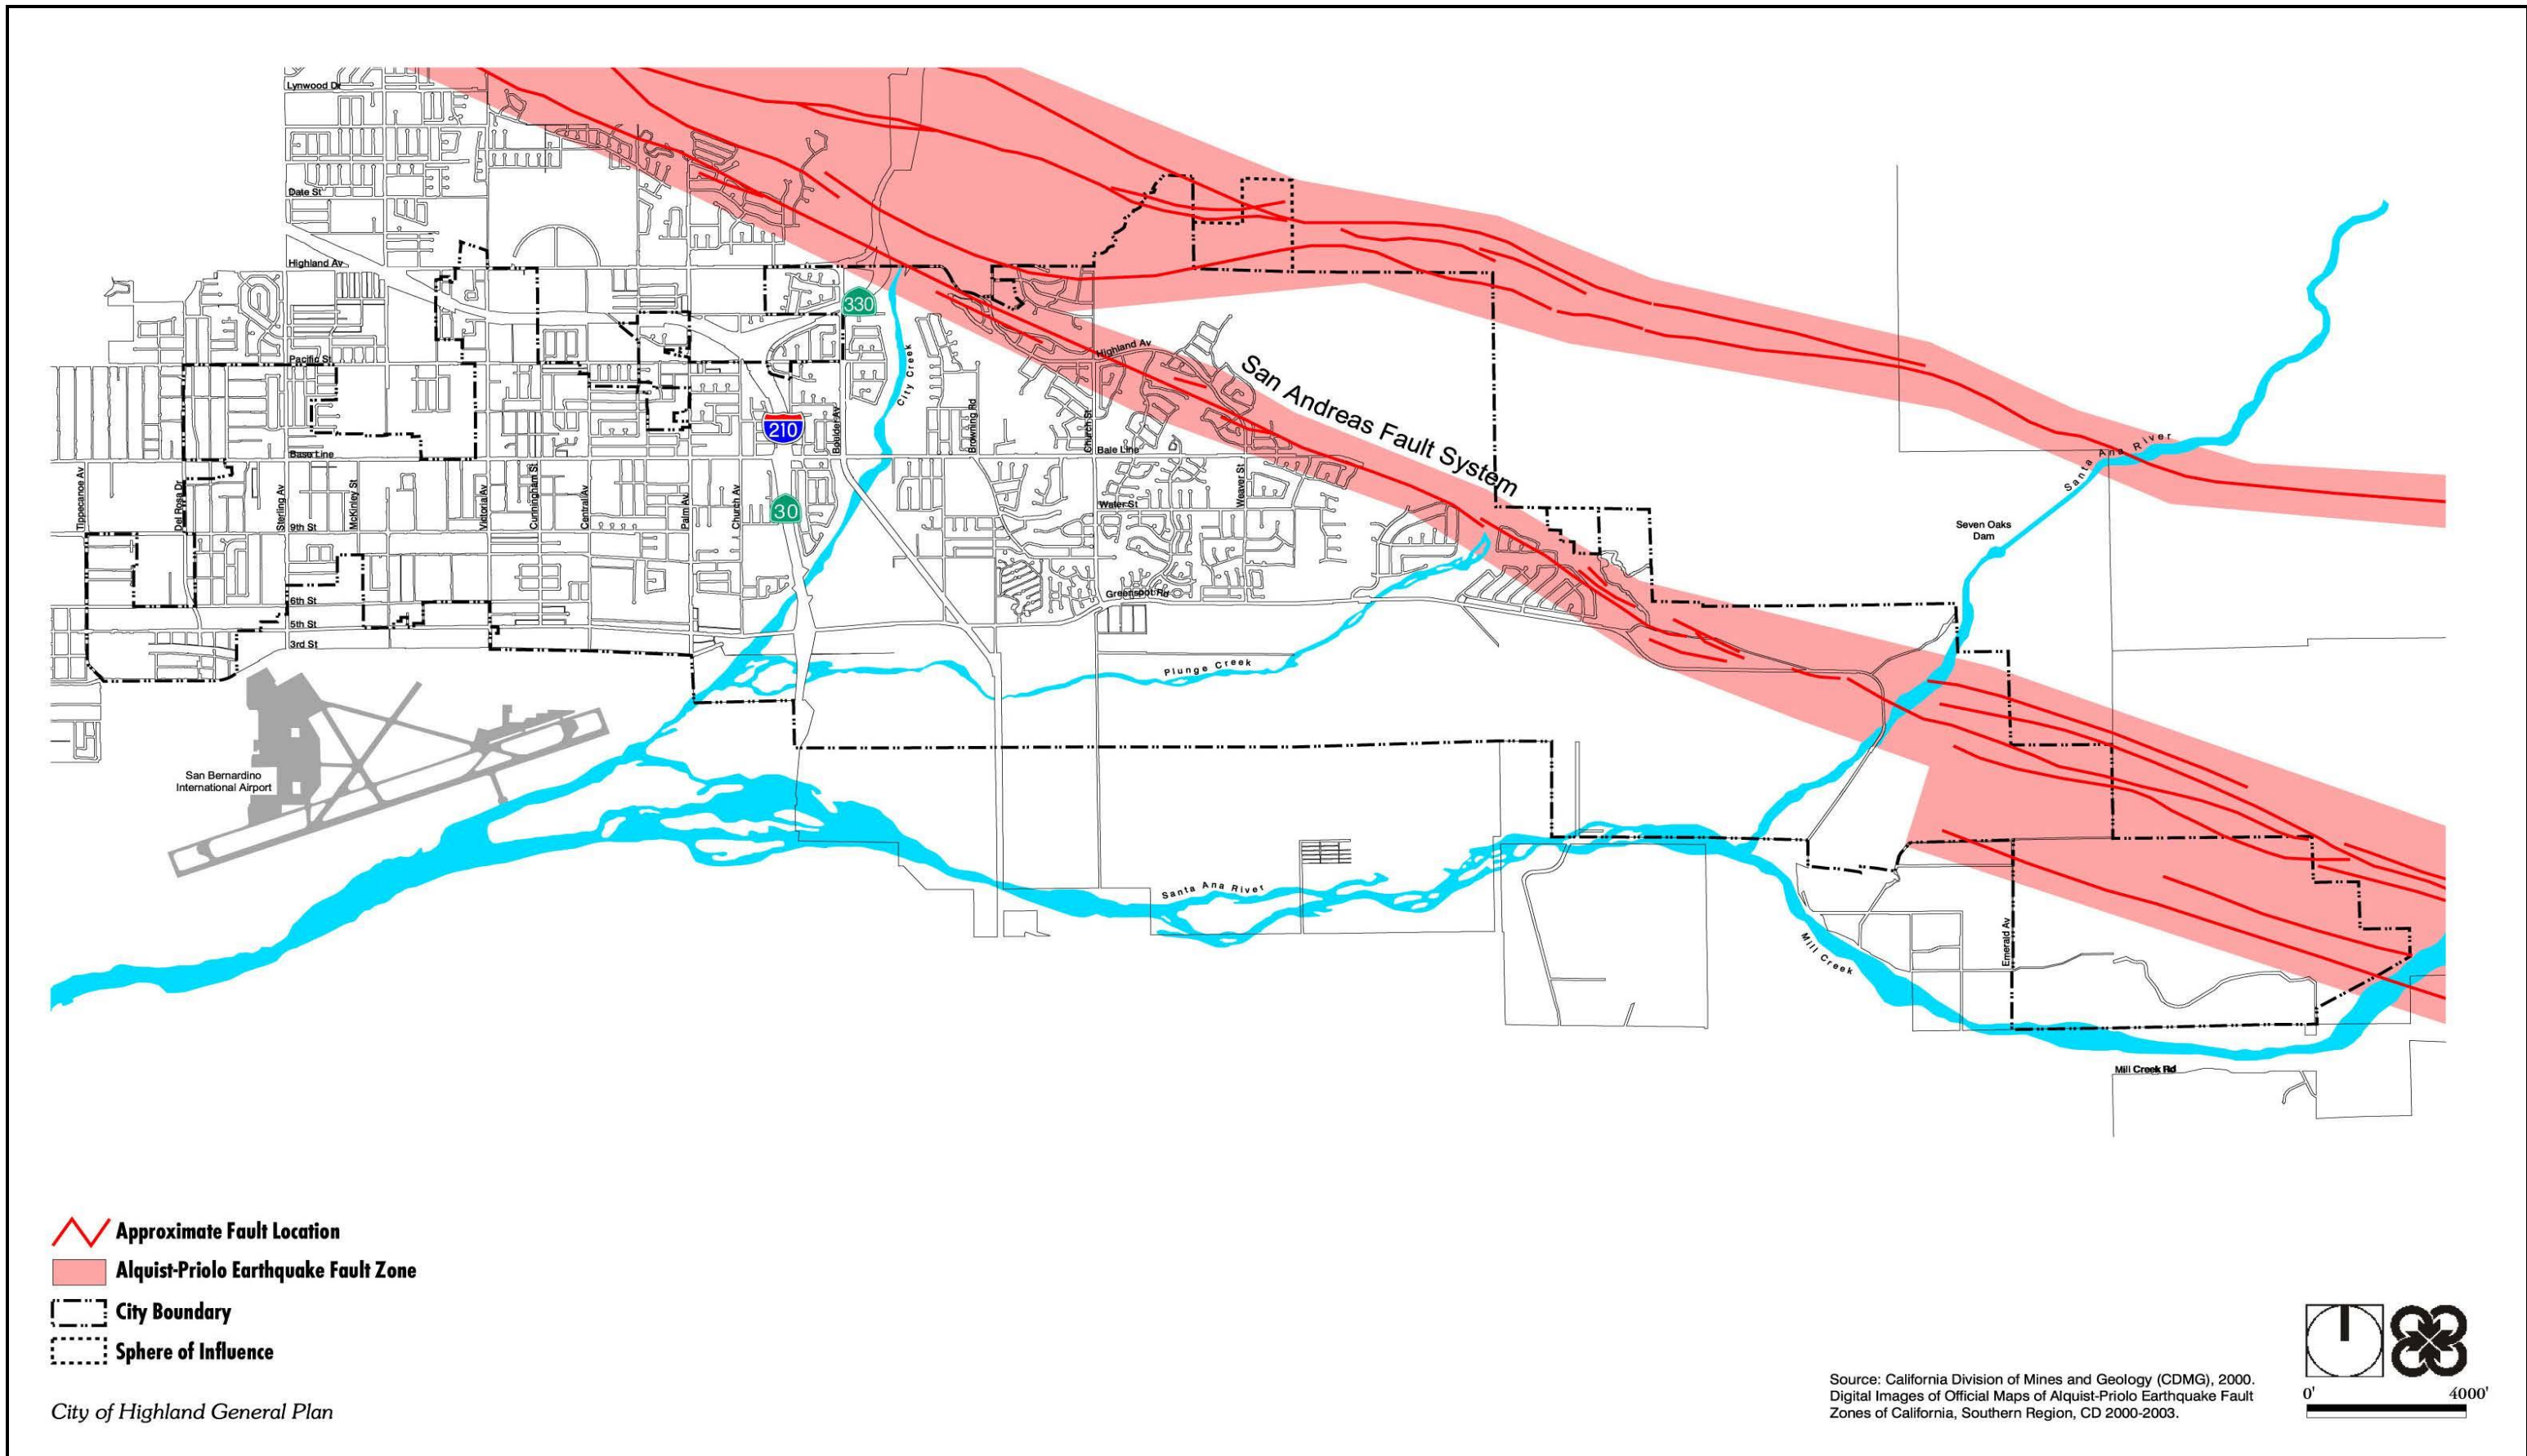 Lynwood Dr
Date St
Highland Av
330
Pacific St
Highland Av
San Andreas Fault System
City Creek
210
Boulder Av
Browning Rd
Church St
Base Line
Bale Line
Santa Ana River
Tippecanoe Av
Del Rosa Dr
Sterling Av
McKinley St
Victoria Av
Cunningham St
Central Av
Palm Av
Church Av
30
Weaver St
Water St
9th St
Seven Oaks
Dam
6th St
Greenspot Rd
5th St
3rd St
Plunge Creek
San Bernardino
International Airport
Santa Ana River
Mill Creek
Emerald Av
Mill Creek Rd
Approximate Fault Location
Alquist-Priolo Earthquake Fault Zone
City Boundary
Sphere of Influence
City of Highland General Plan
Source: California Division of Mines and Geology (CDMG), 2000.
Digital Images of Official Maps of Alquist-Priolo Earthquake Fault
Zones of California, Southern Region, CD 2000-2003.
0' 4000'